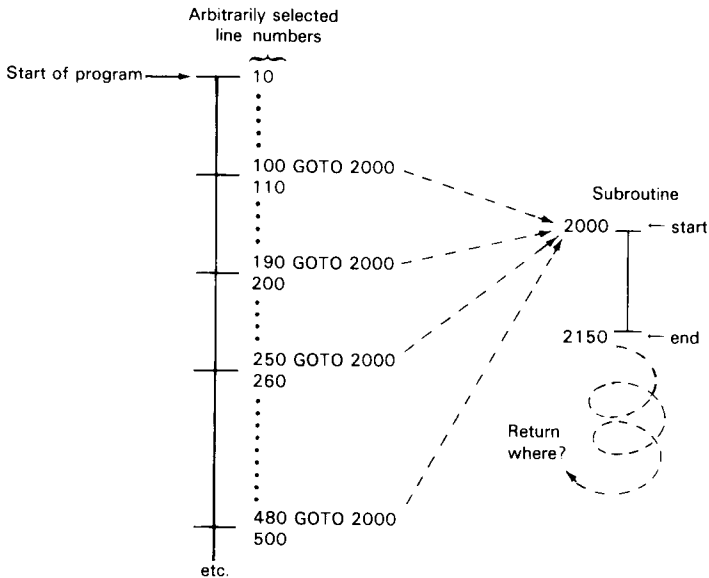 Arbitrarily selected
line numbers
Start of program
10
100 GOTO 2000
110
Subroutine
2000
start
190 GOTO 2000
200
2150
end
250 GOTO 2000
260
Return
where?
480 GOTO 2000
500
etc.